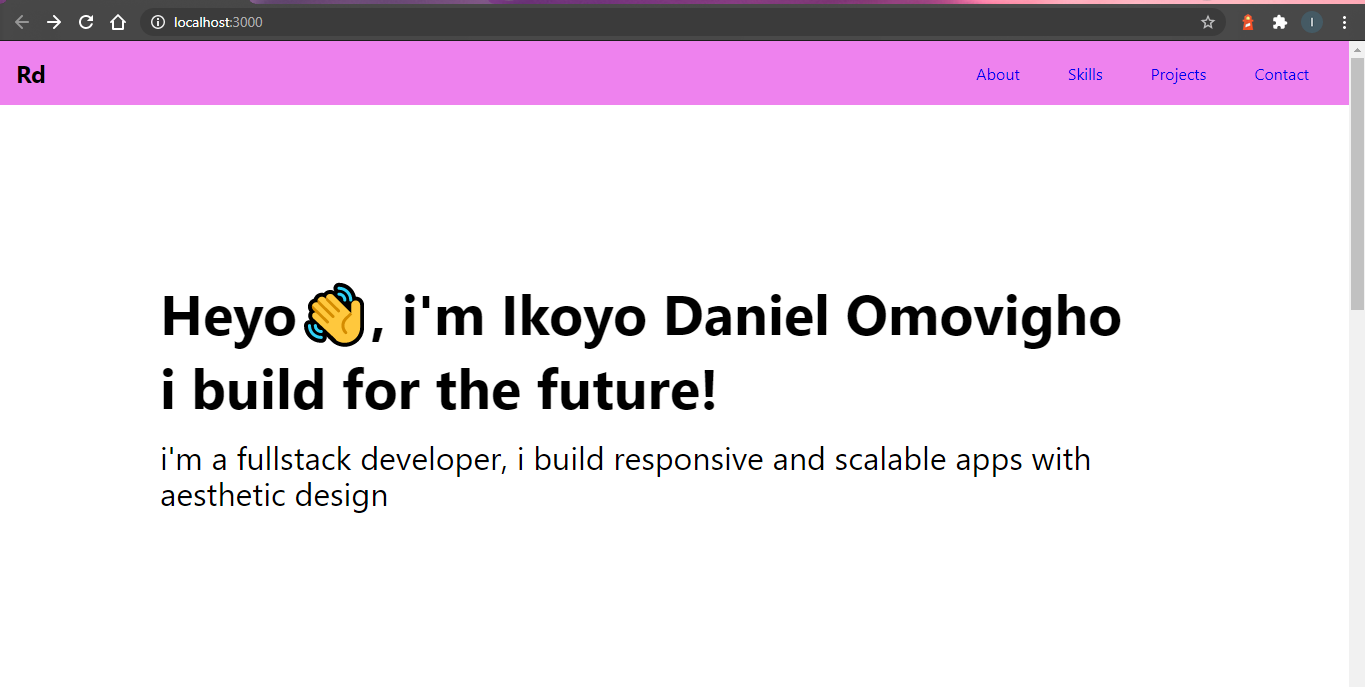 localhost:3000
I
Rd
About Skills Projects Contact
Heyo👋, i'm Ikoyo Daniel Omovigho
i build for the future!
i'm a fullstack developer, i build responsive and scalable apps with
aesthetic design